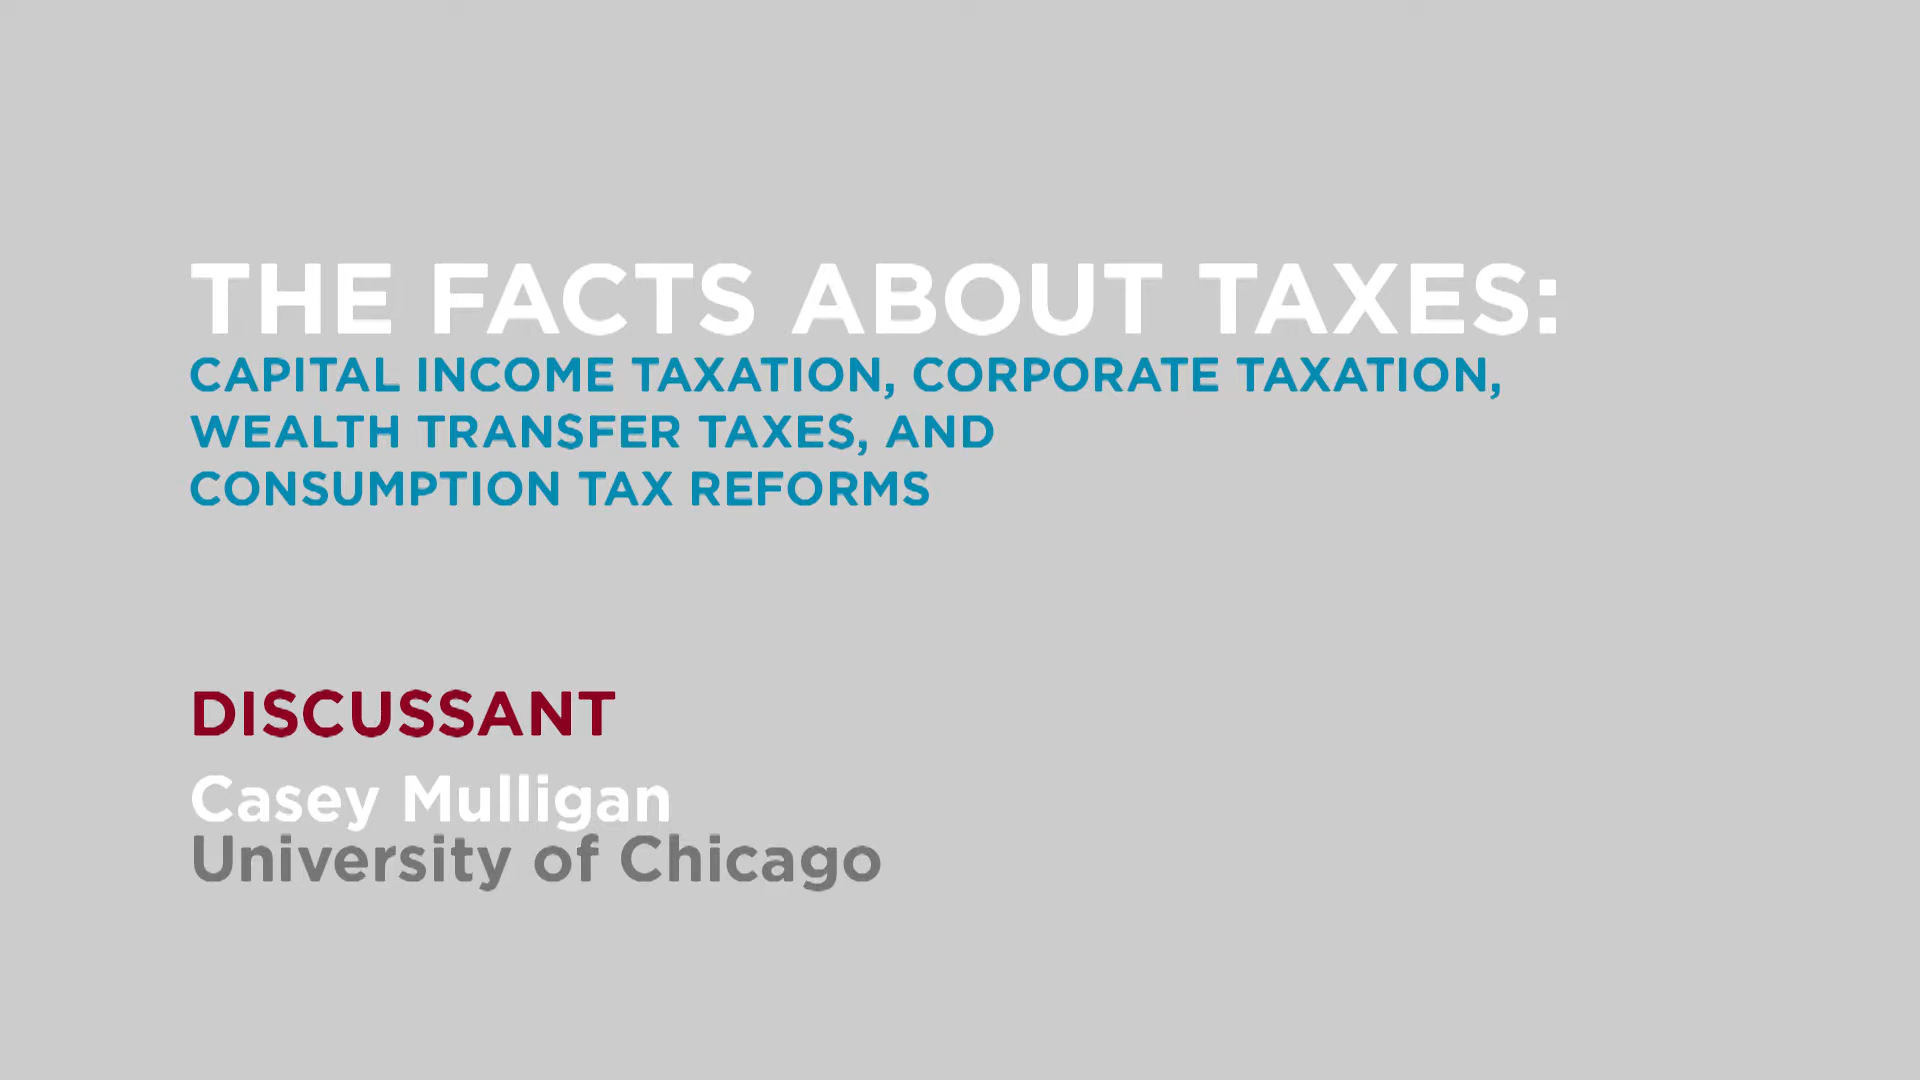 THE FACTS ABOUT TAXES:
CAPITAL INCOME TAXATION, CORPORATE TAXATION,
WEALTH TRANSFER TAXES, AND
CONSUMPTION TAX REFORMS
DISCUSSANT
Casey Mulligan
University of Chicago